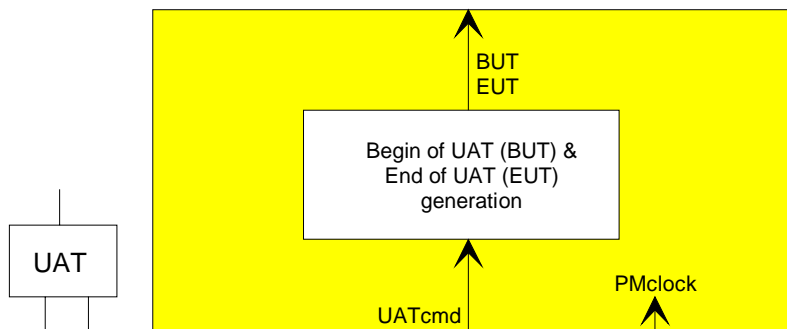 BUT
EUT
Begin of UAT (BUT) &
End of UAT (EUT)
generation
UAT
PMclock
UATcmd